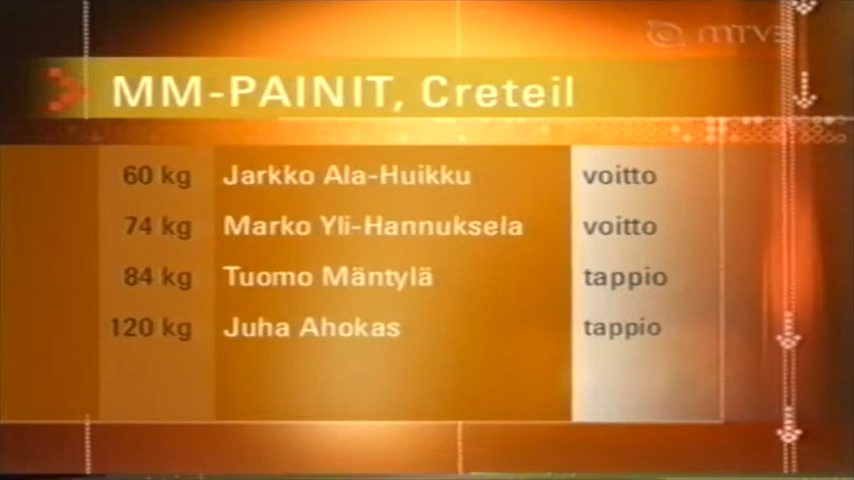 MTV3
MM-PAINIT, Creteil
60 kg Jarkko Ala-Huikku voitto
74 kg Marko Yli-Hannuksela voitto
84 kg Tuomo Mäntylä tappio
120 kg Juha Ahokas tappio